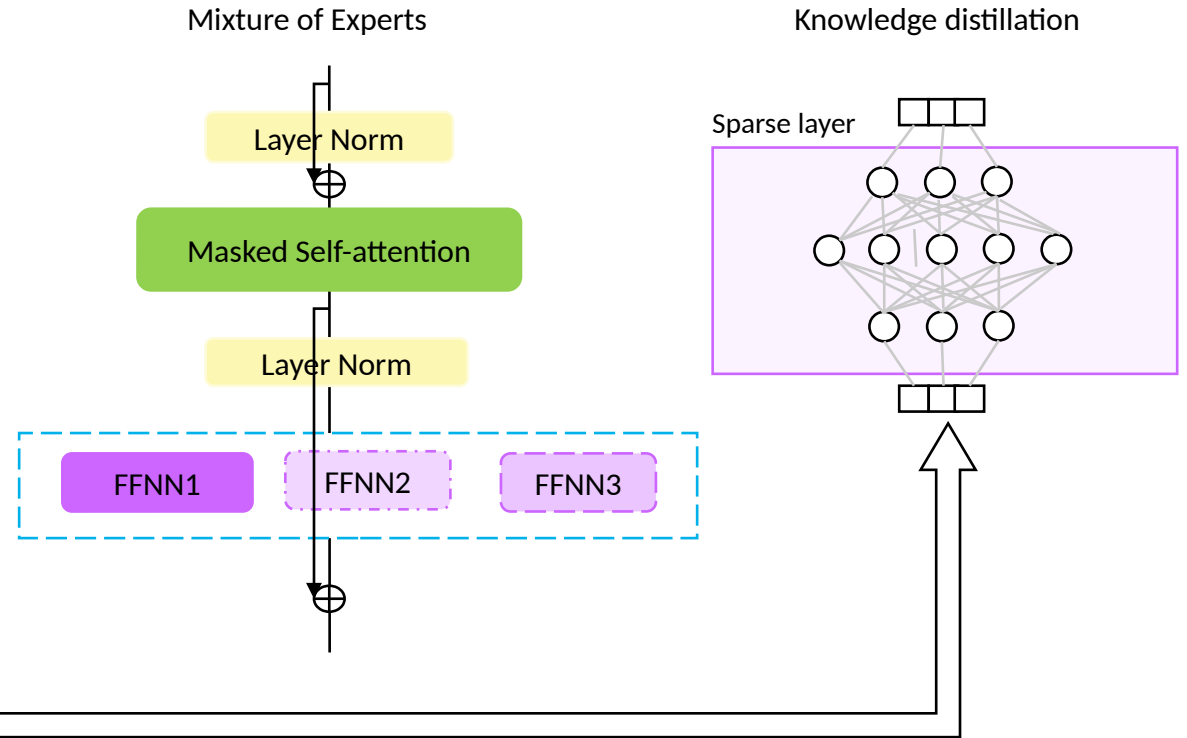 Mixture of Experts
Knowledge distillation
Layer Norm
Sparse layer
Masked Self-attention
Layer Norm
FFNN1
FFNN2
FFNN3